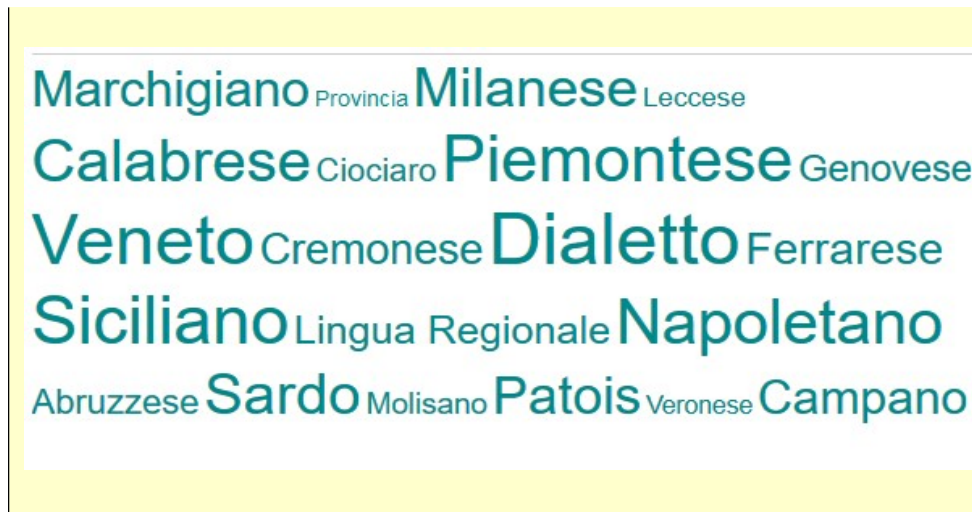 Marchigiano Provincia Milanese Leccese
Calabrese Ciociaro Piemontese Genovese
Veneto Cremonese Dialetto Ferrarese
Siciliano Lingua Regionale Napoletano
Abruzzese Sardo Molisano Patois Veronese Campano